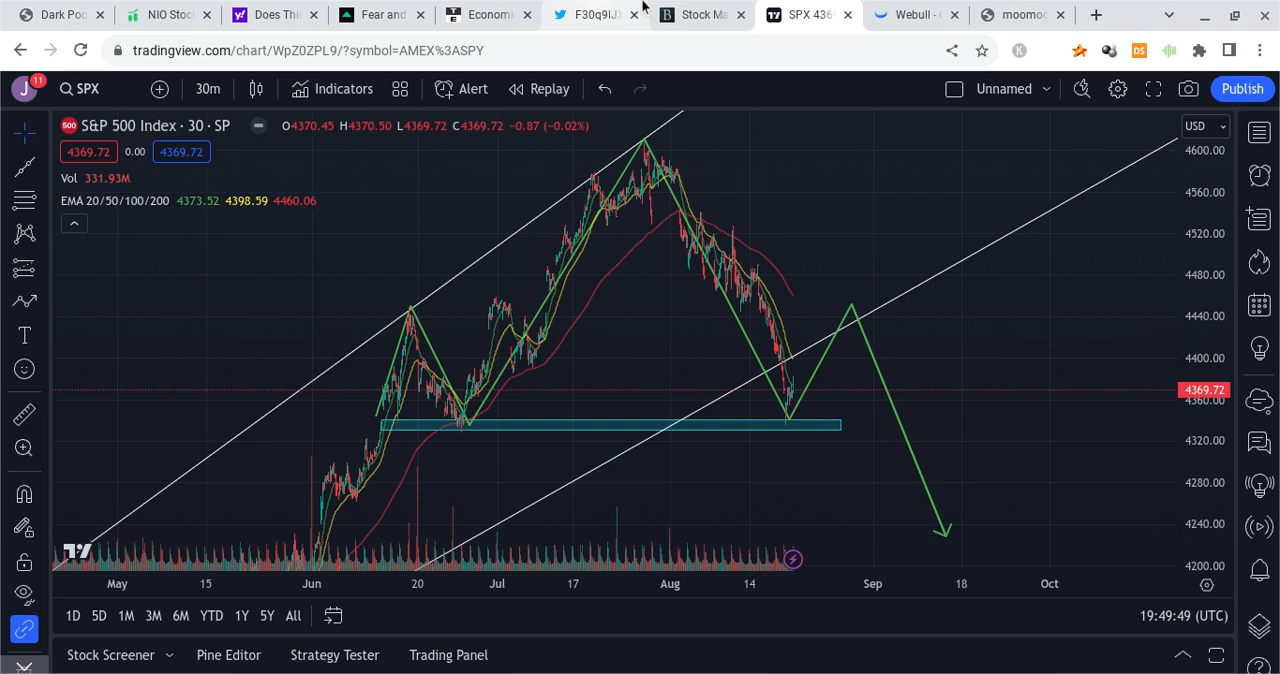 Dark Poo
NIO Stoc
Does Thi
Fear and
Economi
F30q9lJX
Stock Ma
SPX 436
Webull -
moomoo
tradingview.com/chart/WpZ0ZPL9/?symbol=AMEX%3ASPY
K
DS
J
11
SPX
30m
Indicators
Alert
Replay
Unnamed
Publish
500
S&P 500 Index · 30 · SP
O4370.45 H4370.50 L4369.72 C4369.72 −0.87 (−0.02%)
USD
4369.72
0.00
4369.72
Vol 331.93M
EMA 20/50/100/200 4373.52 4398.59 4460.06
4600.00
4560.00
4520.00
4480.00
4440.00
4400.00
4369.72
4360.00
4320.00
4280.00
4240.00
4200.00
May
15
Jun
20
Jul
17
Aug
14
Sep
18
Oct
1D
5D
1M
3M
6M
YTD
1Y
5Y
All
19:49:49 (UTC)
Stock Screener
Pine Editor
Strategy Tester
Trading Panel